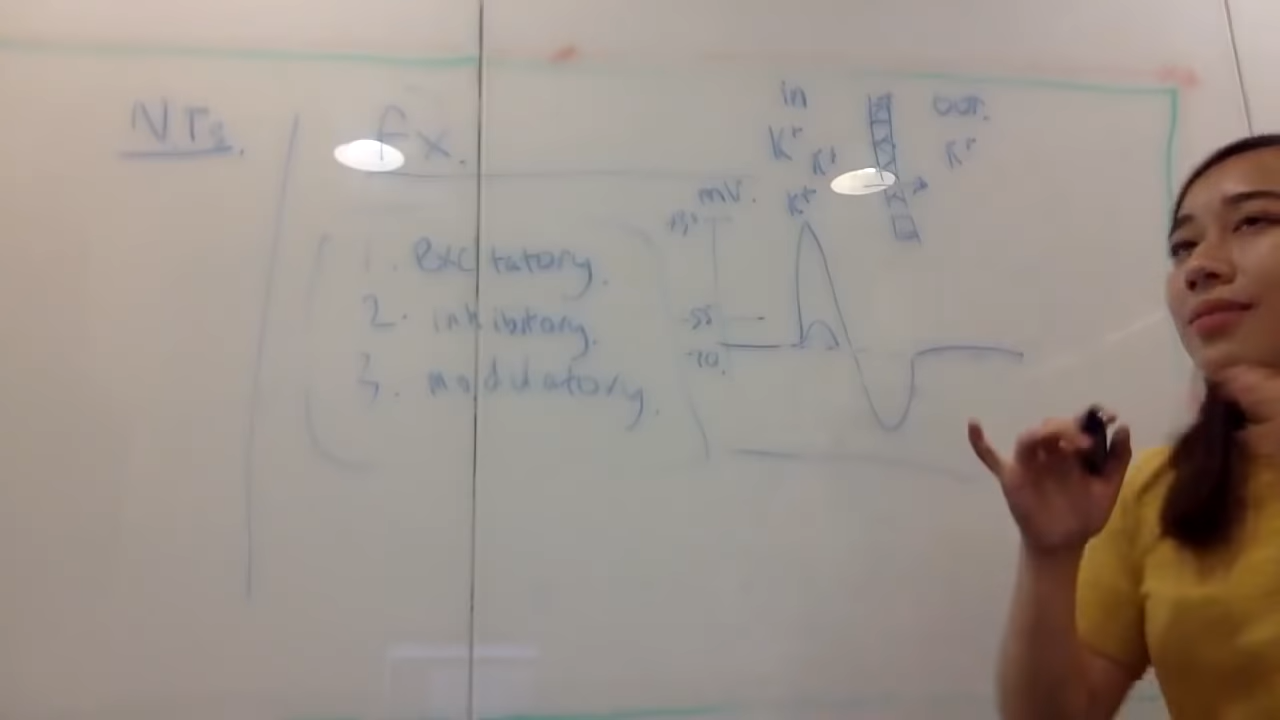 NTs.
fx.
1. Excitatory.
2. inhibitory.
3. modulatory.
in
out.
K+
K+
K+
K+
mV.
-55
-70.